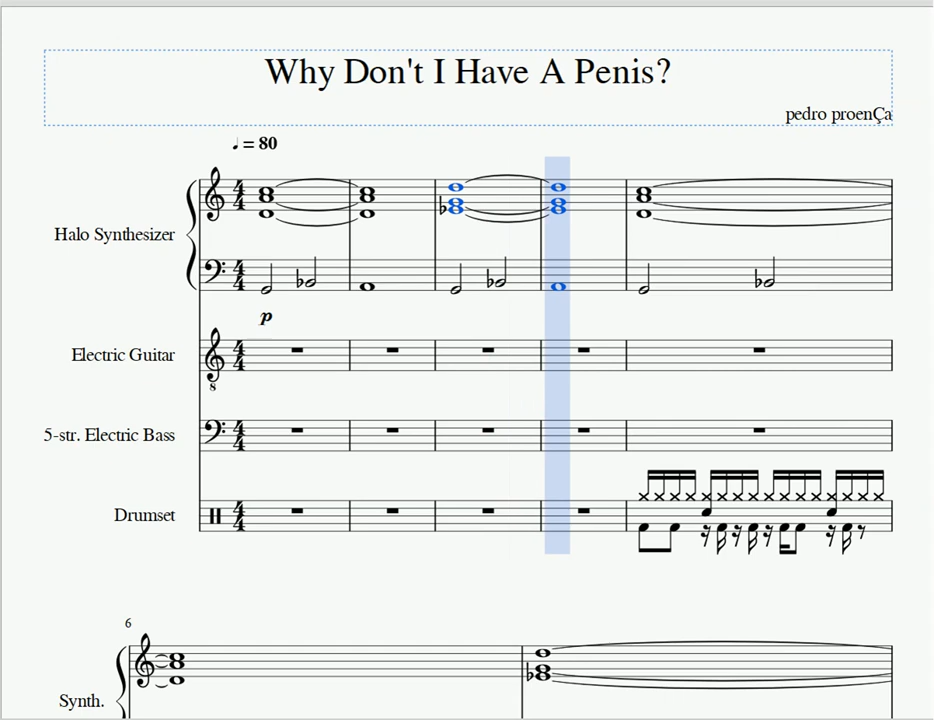 Why Don't I Have A Penis?
pedro proenÇa
♩ = 80
Halo Synthesizer
p
Electric Guitar
8
5-str. Electric Bass
Drumset
6
Synth.